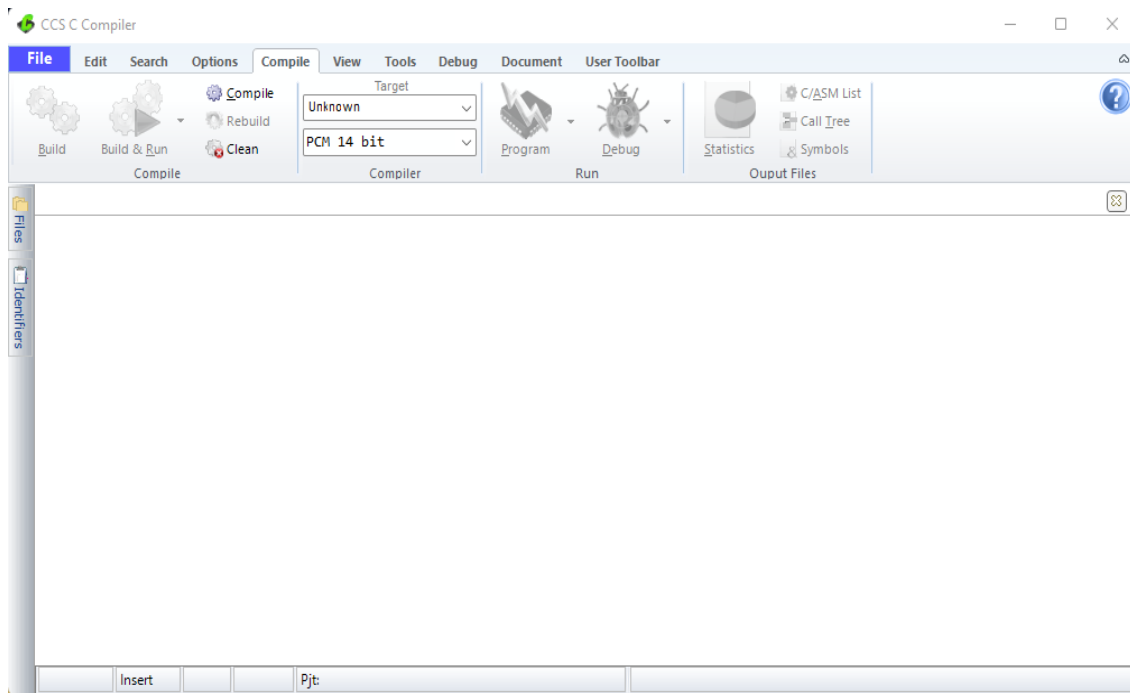 CCS C Compiler
File Edit Search Options Compile View Tools Debug Document User Toolbar
Target
Compile Unknown C/ASM List
Rebuild Call Tree
Build Build & Run Clean PCM 14 bit Program Debug Statistics Symbols
Compile Compiler Run Ouput Files
Files
Identifiers
Insert Pjt: